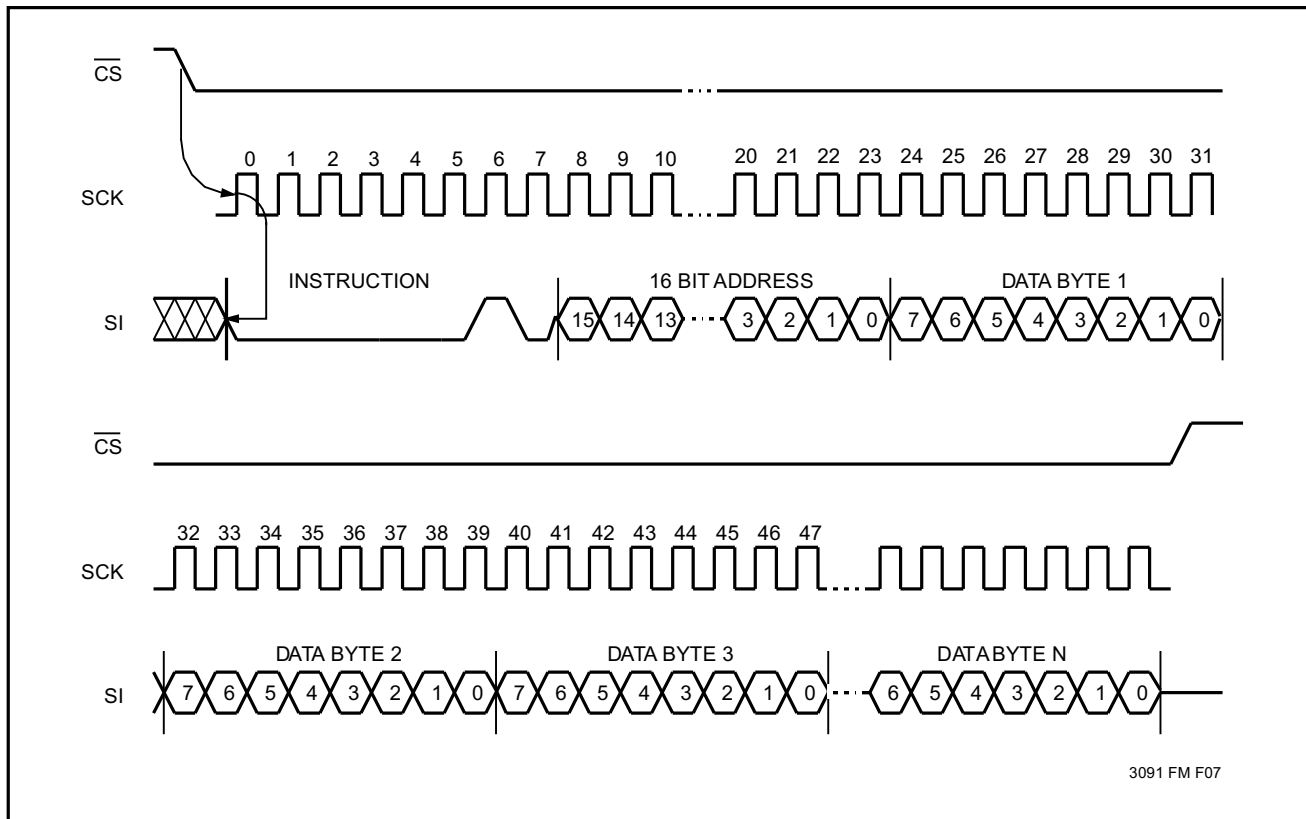 CS
0 1 2 3 4 5 6 7 8 9 10 20 21 22 23 24 25 26 27 28 29 30 31
SCK
INSTRUCTION 16 BIT ADDRESS DATA BYTE 1
SI 15 14 13 3 2 1 0 7 6 5 4 3 2 1 0
CS
32 33 34 35 36 37 38 39 40 41 42 43 44 45 46 47
SCK
DATA BYTE 2 DATA BYTE 3 DATA BYTE N
SI 7 6 5 4 3 2 1 0 7 6 5 4 3 2 1 0 6 5 4 3 2 1 0
3091 FM F07